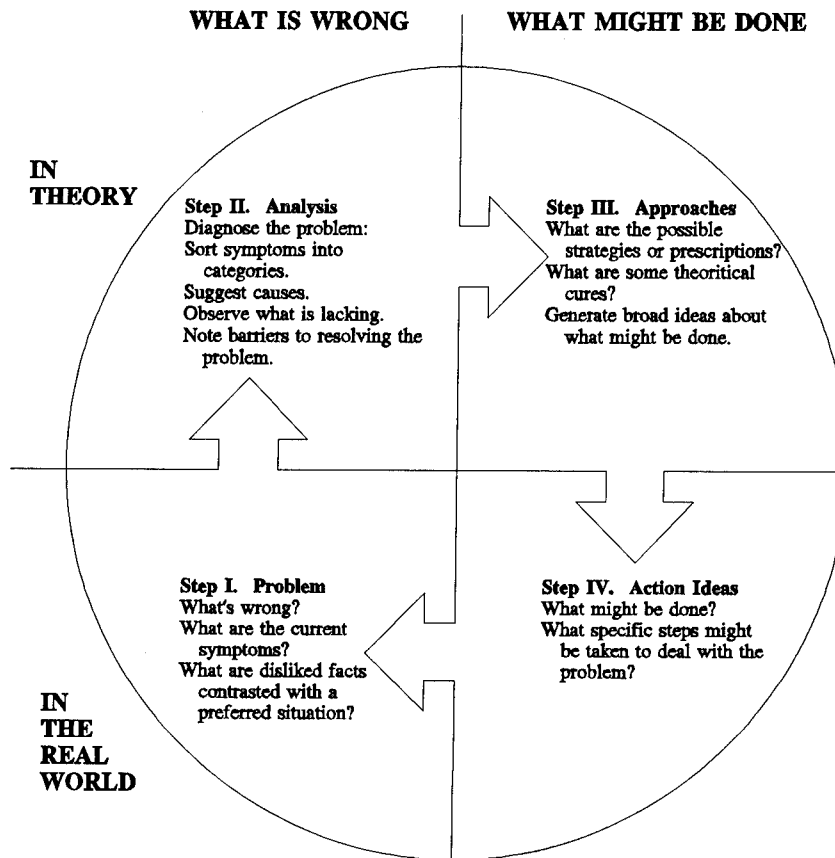 WHAT IS WRONG
WHAT MIGHT BE DONE
IN
THEORY
Step II. Analysis
Diagnose the problem:
Sort symptoms into
categories.
Suggest causes.
Observe what is lacking.
Note barriers to resolving the
problem.
Step III. Approaches
What are the possible
strategies or prescriptions?
What are some theoritical
cures?
Generate broad ideas about
what might be done.
Step I. Problem
What's wrong?
What are the current
symptoms?
What are disliked facts
contrasted with a
preferred situation?
Step IV. Action Ideas
What might be done?
What specific steps might
be taken to deal with the
problem?
IN
THE
REAL
WORLD